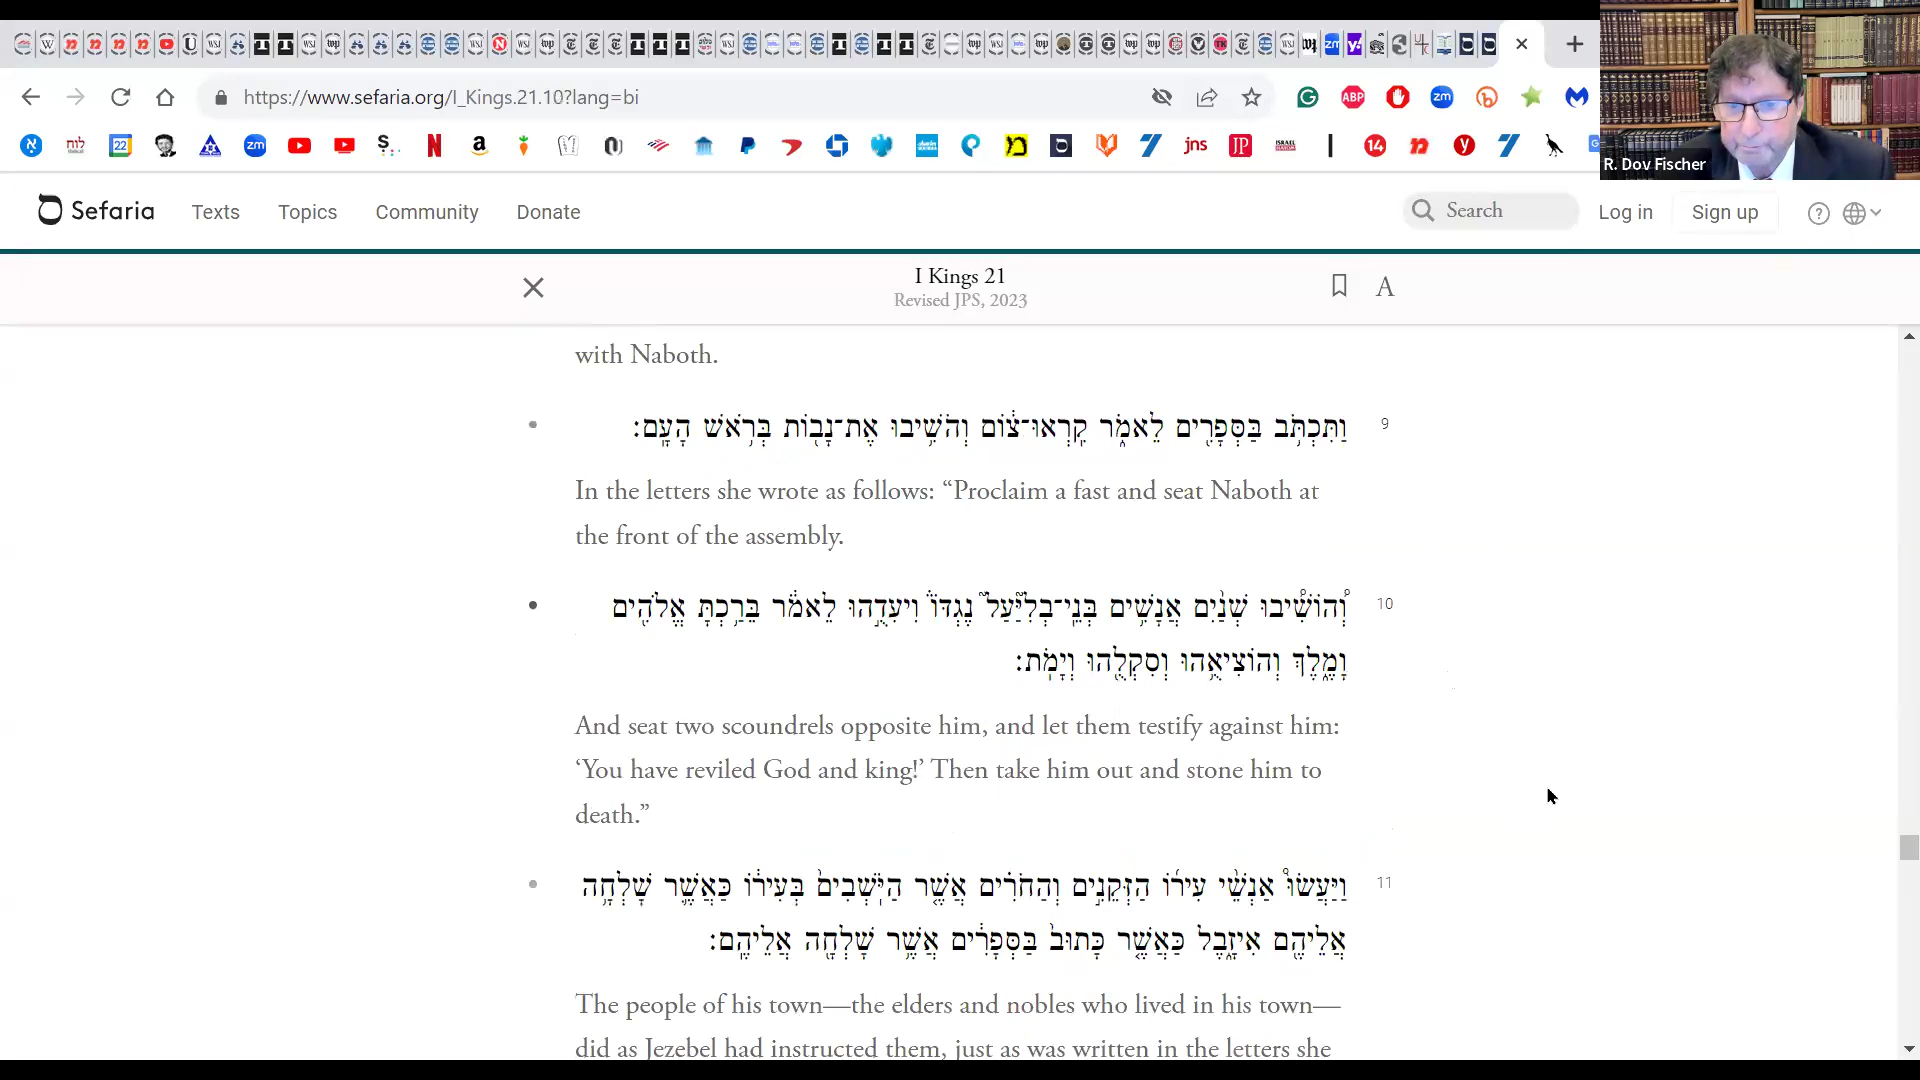 https://www.sefaria.org/I_Kings.21.10?lang=bi
R. Dov Fischer
Sefaria Texts Topics Community Donate Search Log in Sign up
I Kings 21
Revised JPS, 2023
A
with Naboth.
9 וַתִּכְתֹּ֥ב בַּסְּפָרִ֖ים לֵאמֹ֑ר קִֽרְאוּ־צ֔וֹם וְהֹשִׁ֥יבוּ אֶת־נָב֖וֹת בְּרֹ֥אשׁ הָעָֽם׃
In the letters she wrote as follows: “Proclaim a fast and seat Naboth at
the front of the assembly.
10 וְ֠הוֹשִׁ֠יבוּ שְׁנַ֨יִם אֲנָשִׁ֥ים בְּנֵֽי־בְלִיַּ֘עַל֮ נֶגְדּוֹ֒ וִיעִדֻ֣הוּ לֵאמֹ֔ר בֵּרַ֥כְתָּ אֱלֹהִ֖ים
וָמֶ֑לֶךְ וְהוֹצִיאֻ֥הוּ וְסִקְלֻ֖הוּ וְיָמֹֽת׃
And seat two scoundrels opposite him, and let them testify against him:
‘You have reviled God and king!’ Then take him out and stone him to
death.”
11 וַיַּעֲשׂוּ֩ אַנְשֵׁ֨י עִיר֜וֹ הַזְּקֵנִ֣ים וְהַחֹרִ֗ים אֲשֶׁ֤ר הַיֹּֽשְׁבִים֙ בְּעִיר֔וֹ כַּאֲשֶׁ֛ר שָׁלְחָ֥ה
אֲלֵיהֶ֖ם אִיזָ֑בֶל כַּאֲשֶׁ֤ר כָּתוּב֙ בַּסְּפָרִ֔ים אֲשֶׁ֥ר שָׁלְחָ֖ה אֲלֵיהֶֽם׃
The people of his town—the elders and nobles who lived in his town—
did as Jezebel had instructed them, just as was written in the letters she